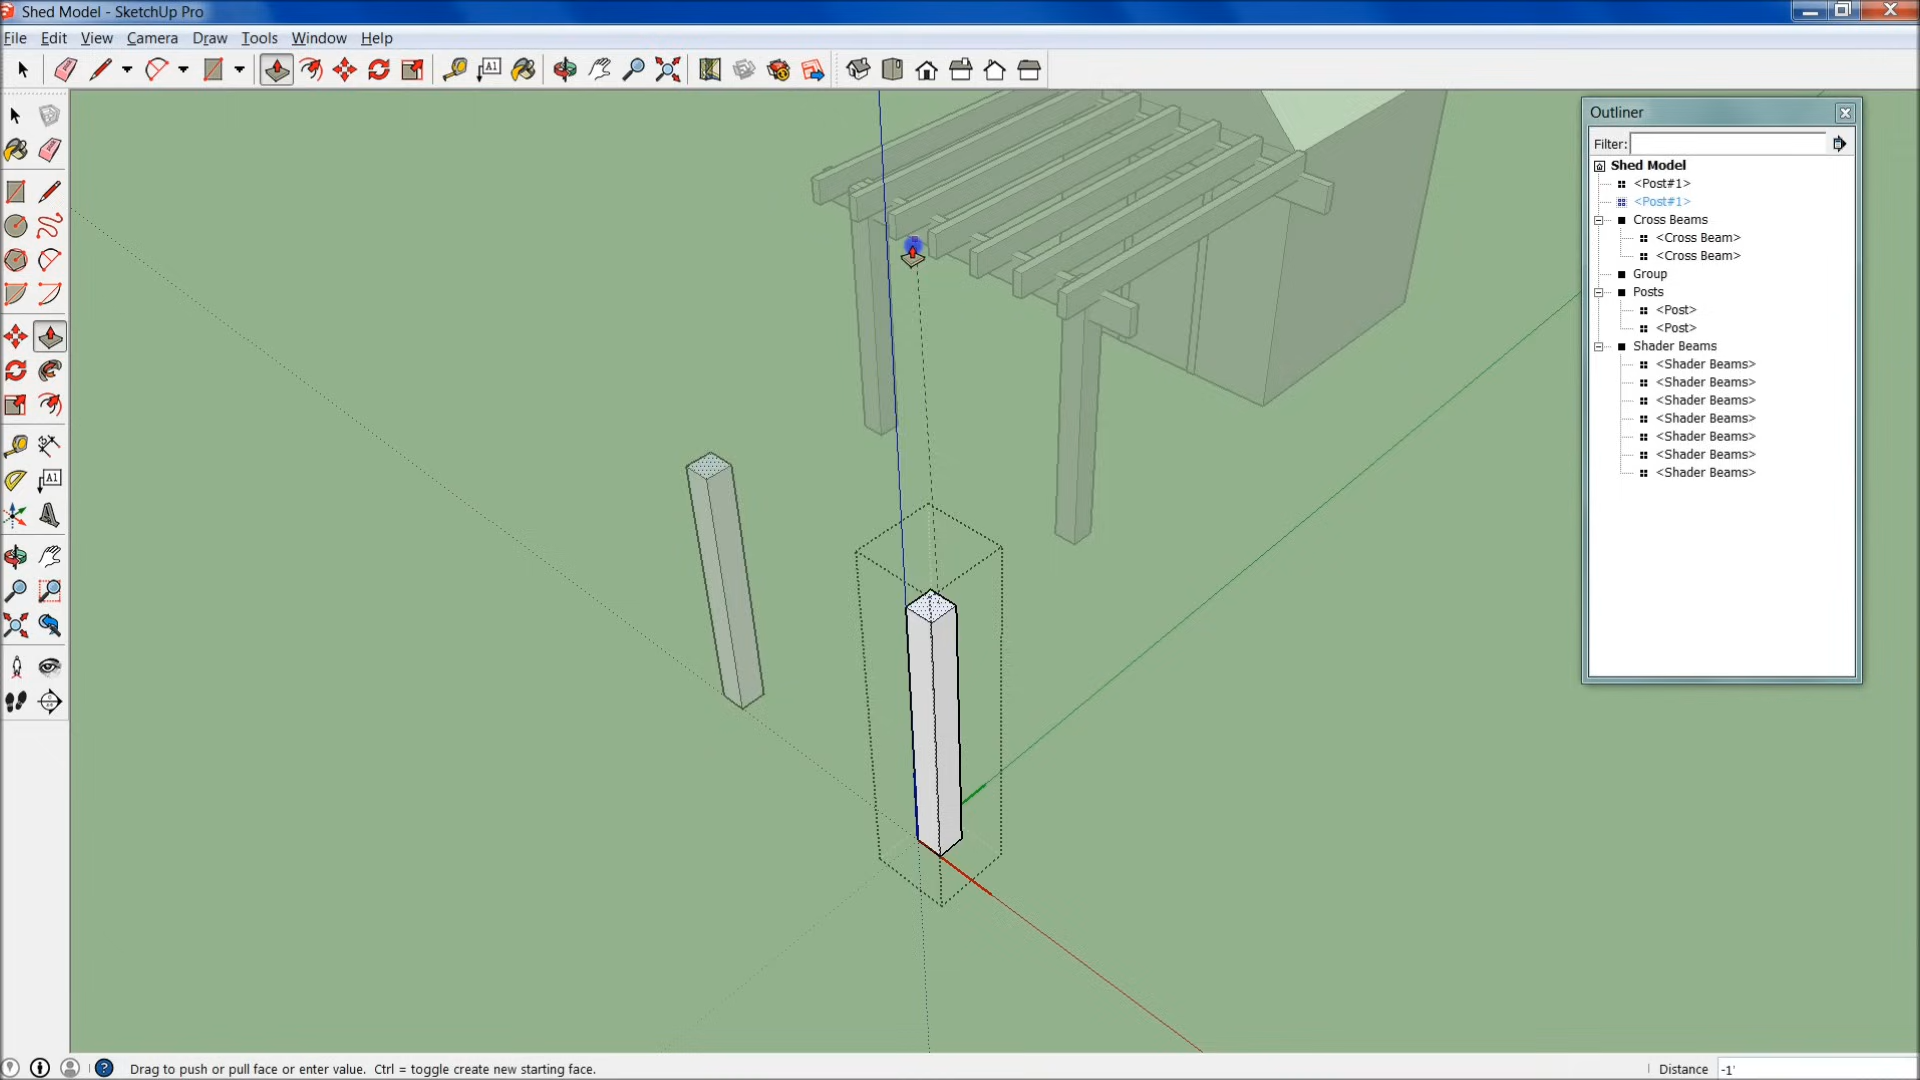 Shed Model - SketchUp Pro
File Edit View Camera Draw Tools Window Help
A1
Outliner
Filter:
Shed Model
<Post#1>
<Post#1>
Cross Beams
<Cross Beam>
<Cross Beam>
Group
Posts
<Post>
<Post>
Shader Beams
<Shader Beams>
<Shader Beams>
<Shader Beams>
<Shader Beams>
<Shader Beams>
<Shader Beams>
<Shader Beams>
A1
Drag to push or pull face or enter value. Ctrl = toggle create new starting face.
Distance -1'